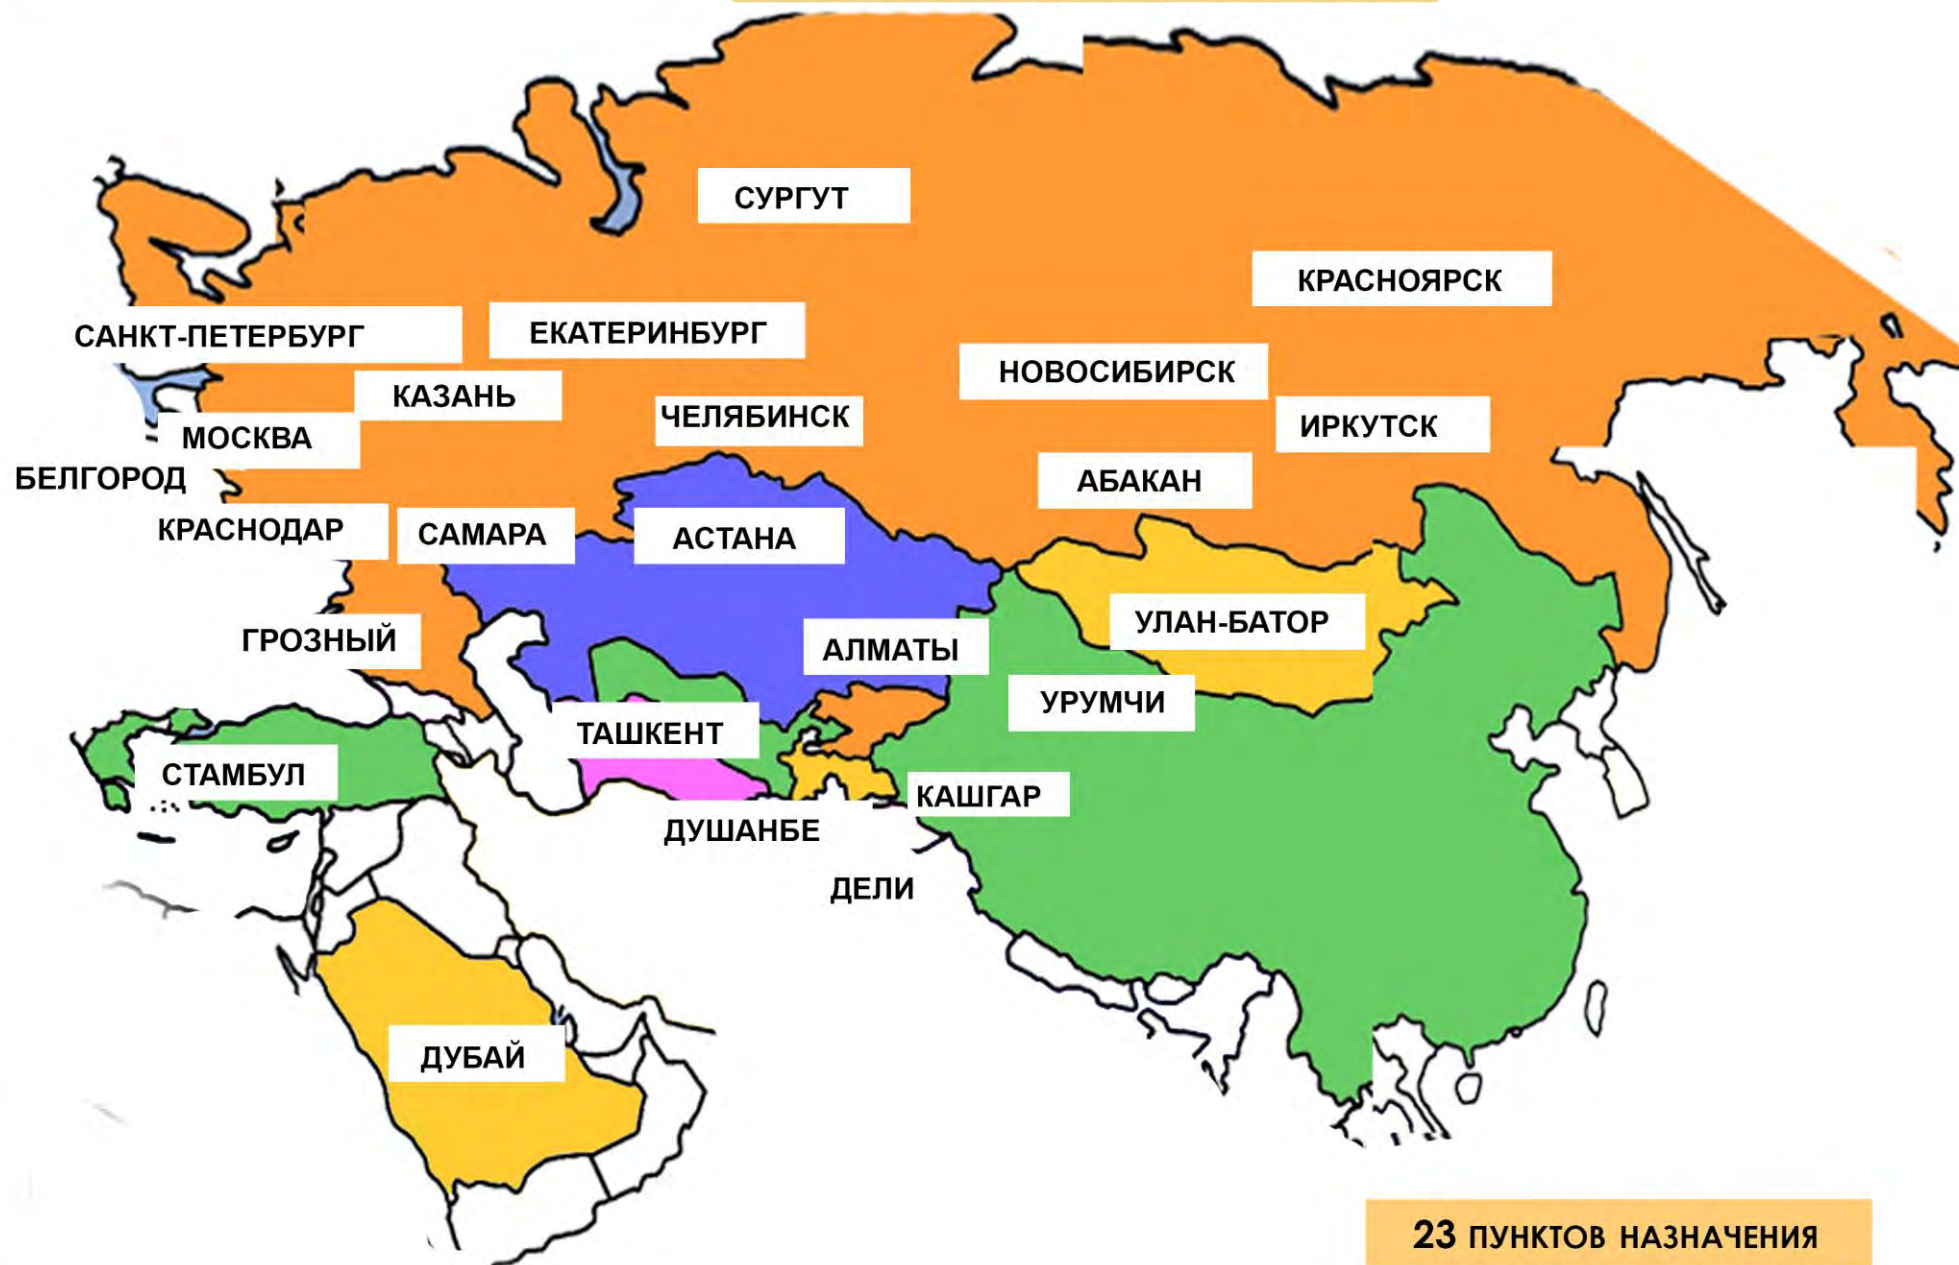 СУРГУТ
КРАСНОЯРСК
САНКТ-ПЕТЕРБУРГ
ЕКАТЕРИНБУРГ
НОВОСИБИРСК
КАЗАНЬ
ЧЕЛЯБИНСК
ИРКУТСК
МОСКВА
БЕЛГОРОД
АБАКАН
КРАСНОДАР
САМАРА
АСТАНА
УЛАН-БАТОР
ГРОЗНЫЙ
АЛМАТЫ
УРУМЧИ
ТАШКЕНТ
СТАМБУЛ
КАШГАР
ДУШАНБЕ
ДЕЛИ
ДУБАЙ
23 ПУНКТОВ НАЗНАЧЕНИЯ